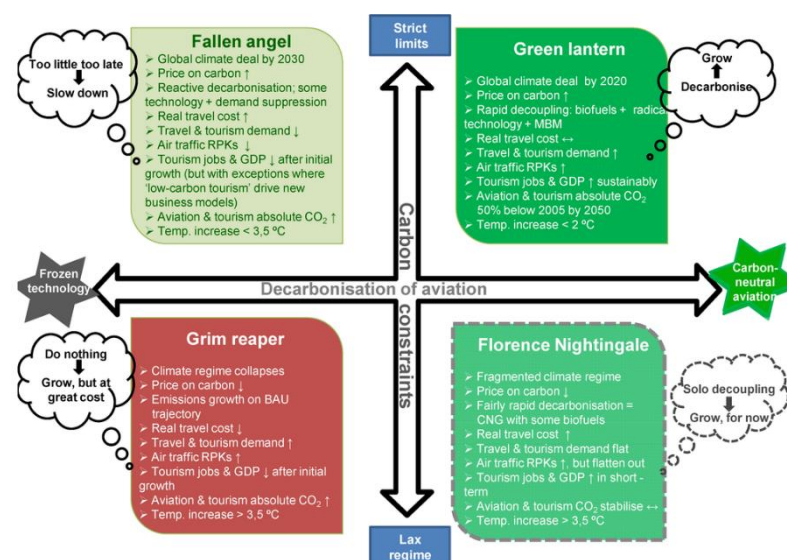 Strict
limits
Too little too late
Slow down
Fallen angel
➢ Global climate deal by 2030
➢ Price on carbon ↑
➢ Reactive decarbonisation; some
technology + demand suppression
➢ Real travel cost ↑
➢ Travel & tourism demand ↓
➢ Air traffic RPKs ↓
➢ Tourism jobs & GDP ↓ after initial
growth (but with exceptions where
‘low-carbon tourism’ drive new
business models)
➢ Aviation & tourism absolute CO₂ ↑
➢ Temp. increase < 3,5 ºC
Green lantern
➢ Global climate deal by 2020
➢ Price on carbon ↑
➢ Rapid decoupling: biofuels + radical
technology + MBM
➢ Real travel cost ↔
➢ Travel & tourism demand ↑
➢ Air traffic RPKs ↑
➢ Tourism jobs & GDP ↑ sustainably
➢ Aviation & tourism absolute CO₂
50% below 2005 by 2050
➢ Temp. increase < 2 ºC
Grow
Decarbonise
Frozen
technology
Decarbonisation of aviation
Carbon
constraints
Carbon-
neutral
aviation
Do nothing
Grow, but at
great cost
Grim reaper
➢ Climate regime collapses
➢ Price on carbon ↓
➢ Emissions growth on BAU
trajectory
➢ Real travel cost ↓
➢ Travel & tourism demand ↑
➢ Air traffic RPKs ↑
➢ Tourism jobs & GDP ↓ after initial
growth
➢ Aviation & tourism absolute CO₂ ↑
➢ Temp. increase > 3,5 ºC
Florence Nightingale
➢ Fragmented climate regime
➢ Price on carbon ↓
➢ Fairly rapid decarbonisation =
CNG with some biofuels
➢ Real travel cost ↑
➢ Travel & tourism demand flat
➢ Air traffic RPKs ↑, but flatten out
➢ Tourism jobs & GDP ↑ in short -
term
➢ Aviation & tourism CO₂ stabilise ↔
➢ Temp. increase > 3,5 ºC
Solo decoupling
Grow, for now
Lax
regime